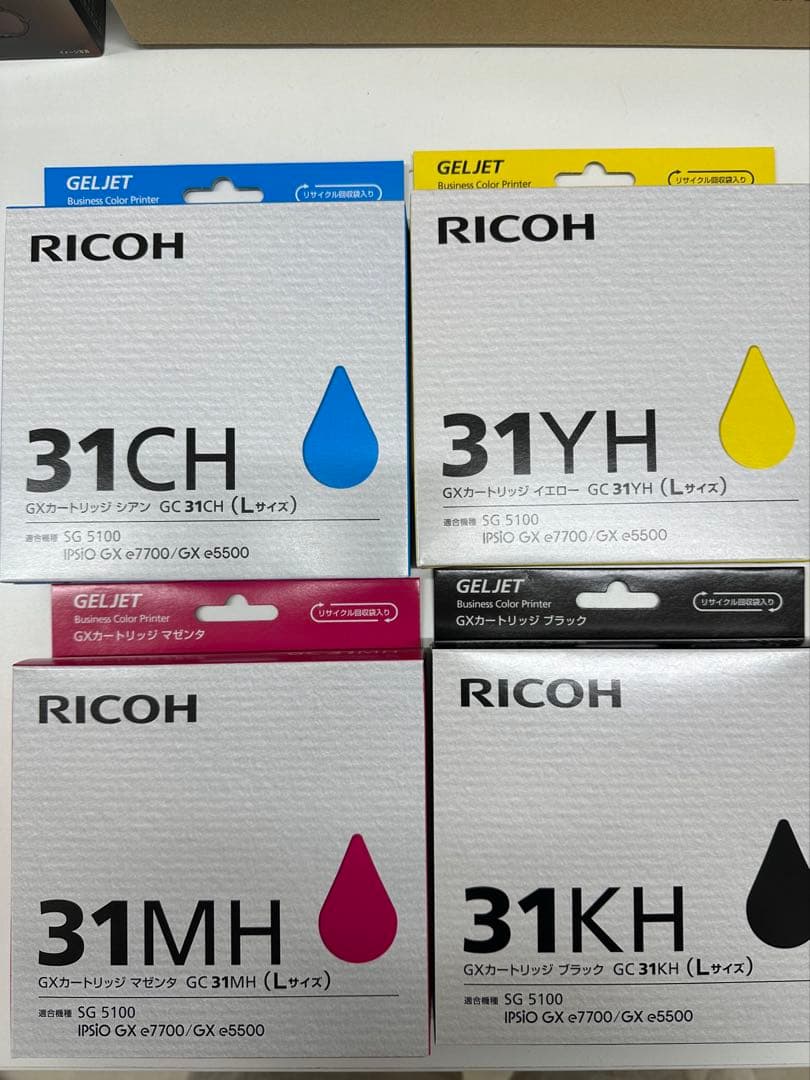 イメージ写真
GELJET
Business Color Printer
リサイクル回収袋入り
RICOH
31CH
GXカートリッジ シアン GC 31CH (Lサイズ)
適合機種 SG 5100
IPSiO GX e7700/GX e5500
GELJET
Business Color Printer
リサイクル回収袋入り
RICOH
31YH
GXカートリッジ イエロー GC 31YH (Lサイズ)
適合機種 SG 5100
IPSiO GX e7700/GX e5500
GELJET
Business Color Printer
GXカートリッジ マゼンタ
リサイクル回収袋入り
GC 31MH
RICOH
31MH
GXカートリッジ マゼンタ GC 31MH (Lサイズ)
適合機種 SG 5100
IPSiO GX e7700/GX e5500
GELJET
Business Color Printer
GXカートリッジ ブラック
リサイクル回収袋入り
RICOH
31KH
GXカートリッジ ブラック GC 31KH (Lサイズ)
適合機種 SG 5100
IPSiO GX e7700/GX e5500